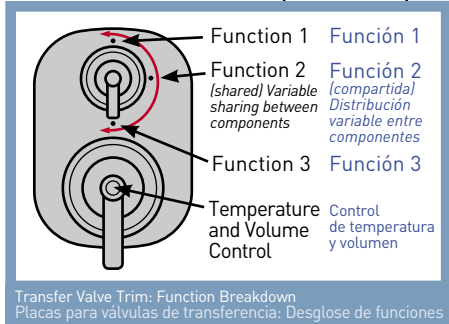 Function 1 Función 1
Function 2 Función 2
(shared) Variable (compartida)
sharing between Distribución
components variable entre
componentes
Function 3 Función 3
Temperature Control
and Volume de temperatura
Control y volumen
Transfer Valve Trim: Function Breakdown
Placas para válvulas de transferencia: Desglose de funciones